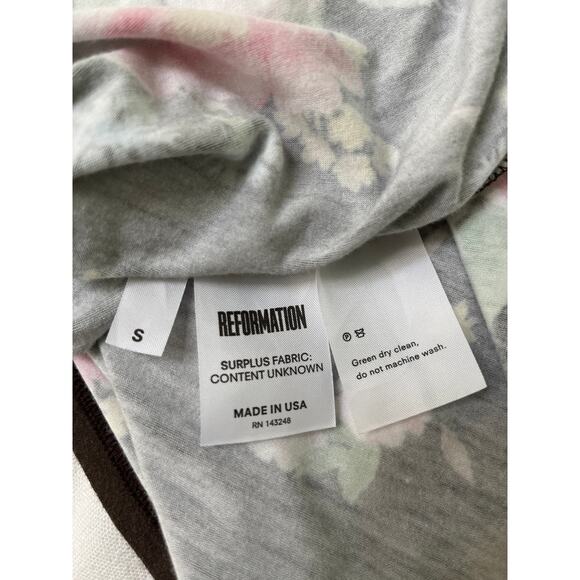 S
REFORMATION
SURPLUS FABRIC:
CONTENT UNKNOWN
MADE IN USA
RN 143248
Green dry clean,
do not machine wash.